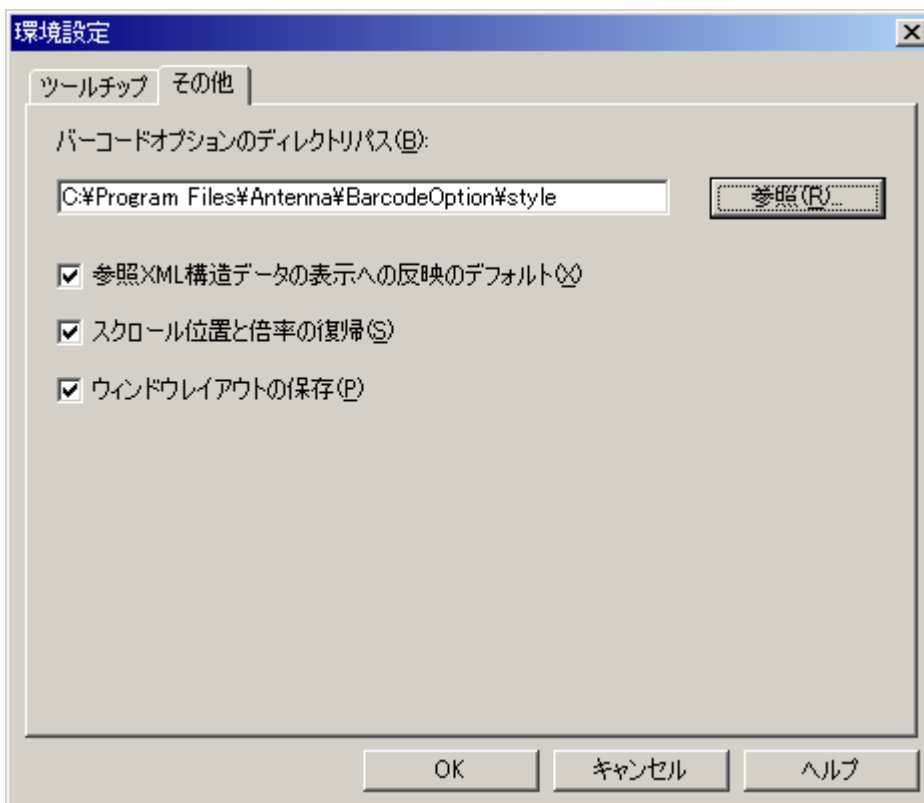 環境設定
ツールチップ その他
バーコードオプションのディレクトリパス(B):
C:¥Program Files¥Antenna¥BarcodeOption¥style 参照(R)...
参照XML構造データの表示への反映のデフォルト(X)
スクロール位置と倍率の復帰(S)
ウィンドウレイアウトの保存(P)
OK キャンセル ヘルプ